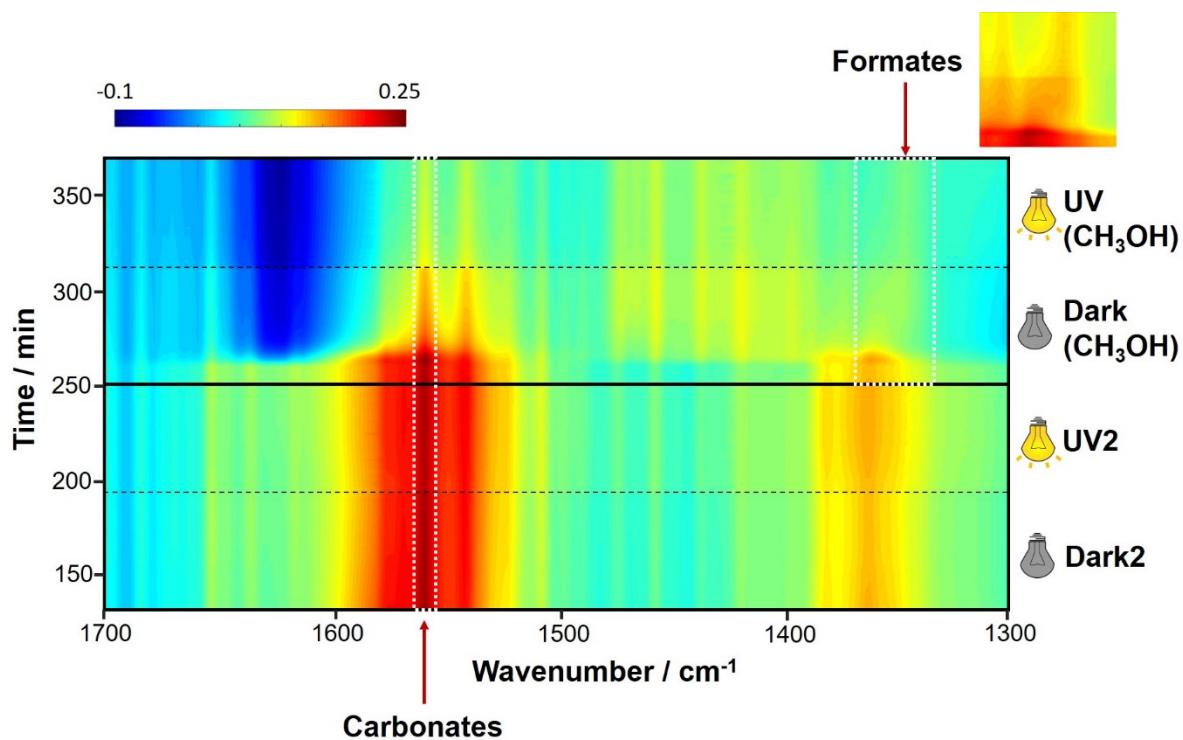 Formates
-0.1 0.25
350
300
250
200
150
Time / min
UV
(CH₃OH)
Dark
(CH₃OH)
UV2
Dark2
1700 1600 1500 1400 1300
Wavenumber / cm⁻¹
Carbonates